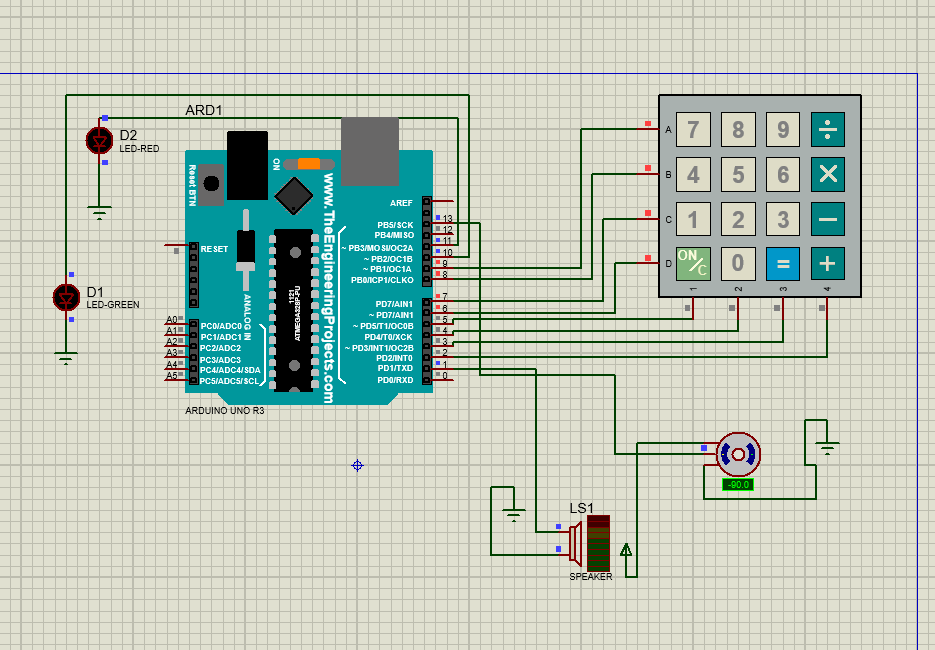 ARD1
D2
LED-RED
D1
LED-GREEN
Reset BTN
ON
www.TheEngineeringProjects.com
ANALOG IN
1121
ATMEGA328P-PU
RESET
A0 PC0/ADC0
A1 PC1/ADC1
A2 PC2/ADC2
A3 PC3/ADC3
A4 PC4/ADC4/SDA
A5 PC5/ADC5/SCL
AREF
PB5/SCK 13
PB4/MISO 12
~ PB3/MOSI/OC2A 11
~ PB2/OC1B 10
~ PB1/OC1A 9
PB0/ICP1/CLKO 8
PD7/AIN1 7
~ PD7/AIN1 6
~ PD5/T1/OC0B 5
PD4/T0/XCK 4
~ PD3/INT1/OC2B 3
PD2/INT0 2
PD1/TXD 1
PD0/RXD 0
ARDUINO UNO R3
A 7 8 9 ÷
B 4 5 6 ×
C 1 2 3 −
D ON/C 0 = +
1 2 3 4
-90.0
LS1
SPEAKER